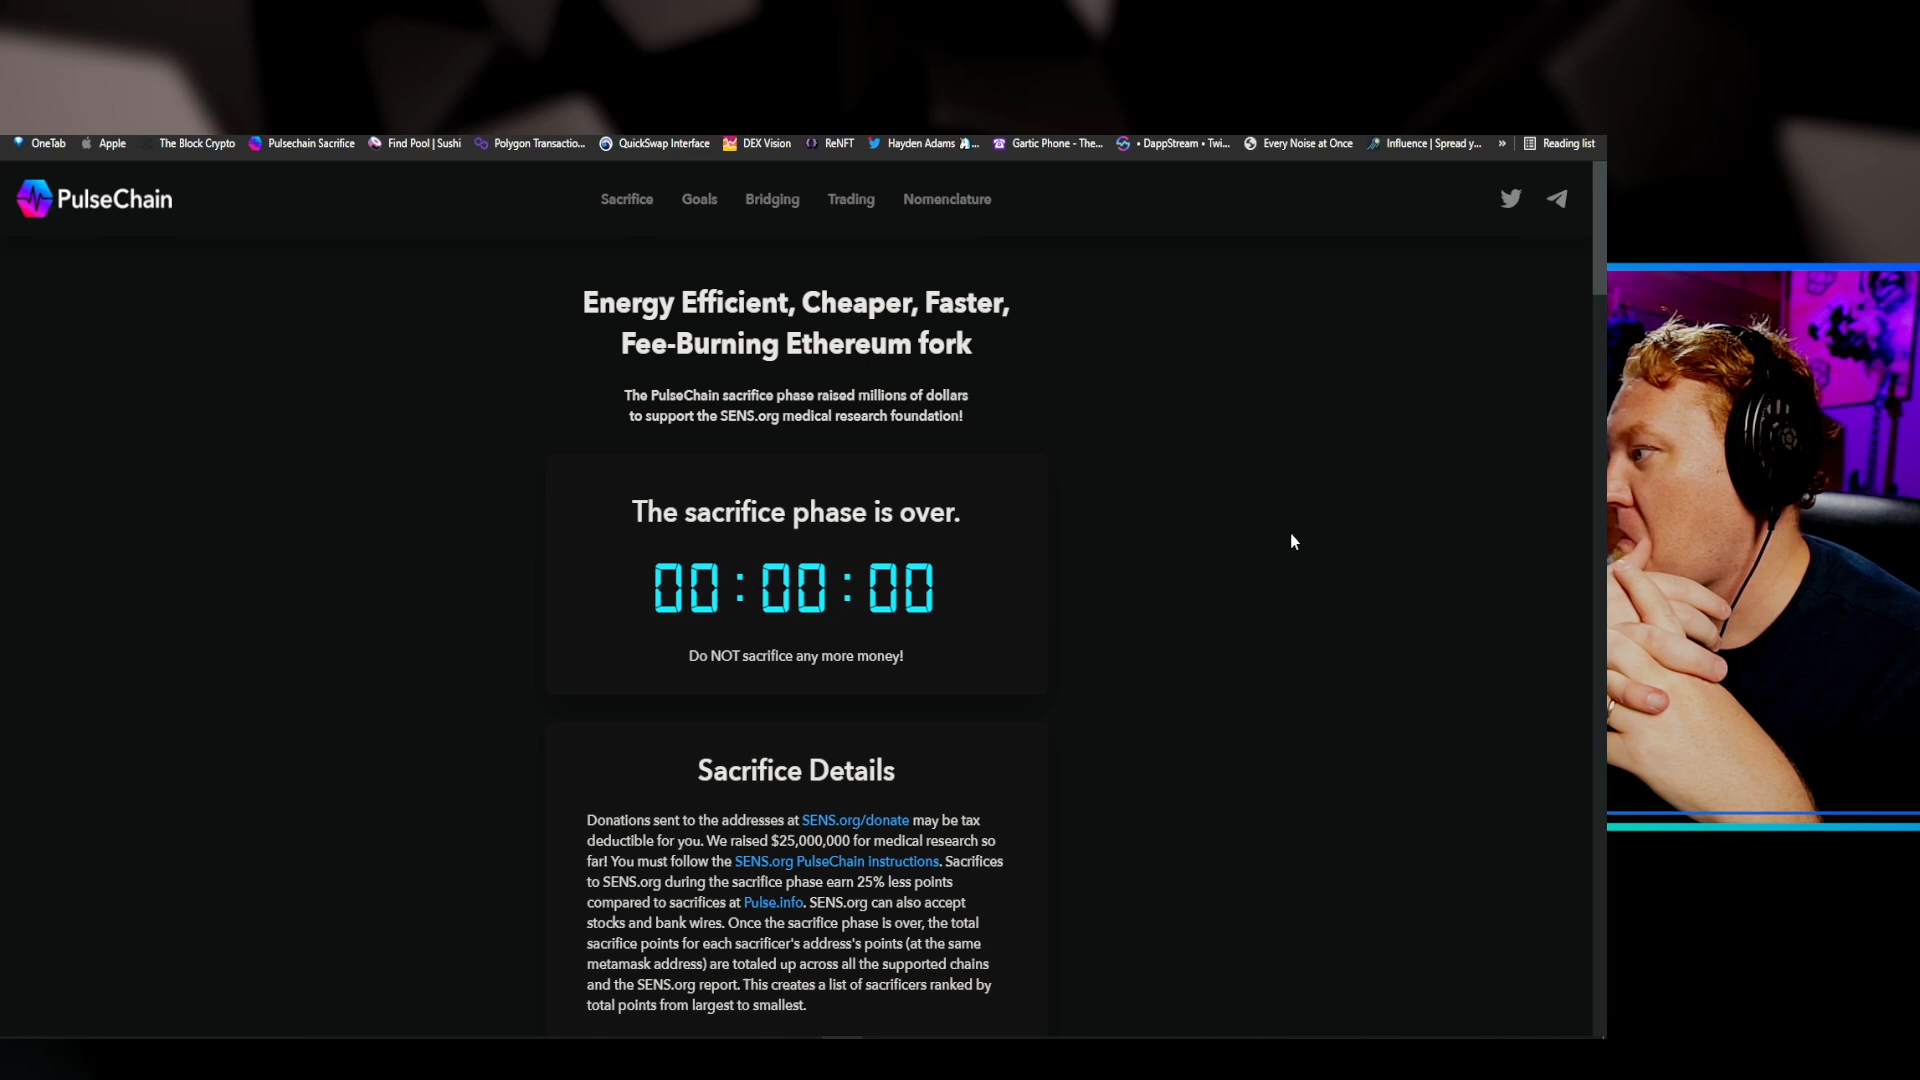 OneTab Apple The Block Crypto Pulsechain Sacrifice Find Pool | Sushi Polygon Transactio... QuickSwap Interface DEX Vision ReNFT Hayden Adams ... Gartic Phone - The... • DappStream • Twi... Every Noise at Once Influence | Spread y... » Reading list
PulseChain Sacrifice Goals Bridging Trading Nomenclature
Energy Efficient, Cheaper, Faster,
Fee-Burning Ethereum fork
The PulseChain sacrifice phase raised millions of dollars
to support the SENS.org medical research foundation!
The sacrifice phase is over.
00:00:00
Do NOT sacrifice any more money!
Sacrifice Details
Donations sent to the addresses at SENS.org/donate may be tax
deductible for you. We raised $25,000,000 for medical research so
far! You must follow the SENS.org PulseChain instructions. Sacrifices
to SENS.org during the sacrifice phase earn 25% less points
compared to sacrifices at Pulse.info. SENS.org can also accept
stocks and bank wires. Once the sacrifice phase is over, the total
sacrifice points for each sacrificer's address's points (at the same
metamask address) are totaled up across all the supported chains
and the SENS.org report. This creates a list of sacrificers ranked by
total points from largest to smallest.